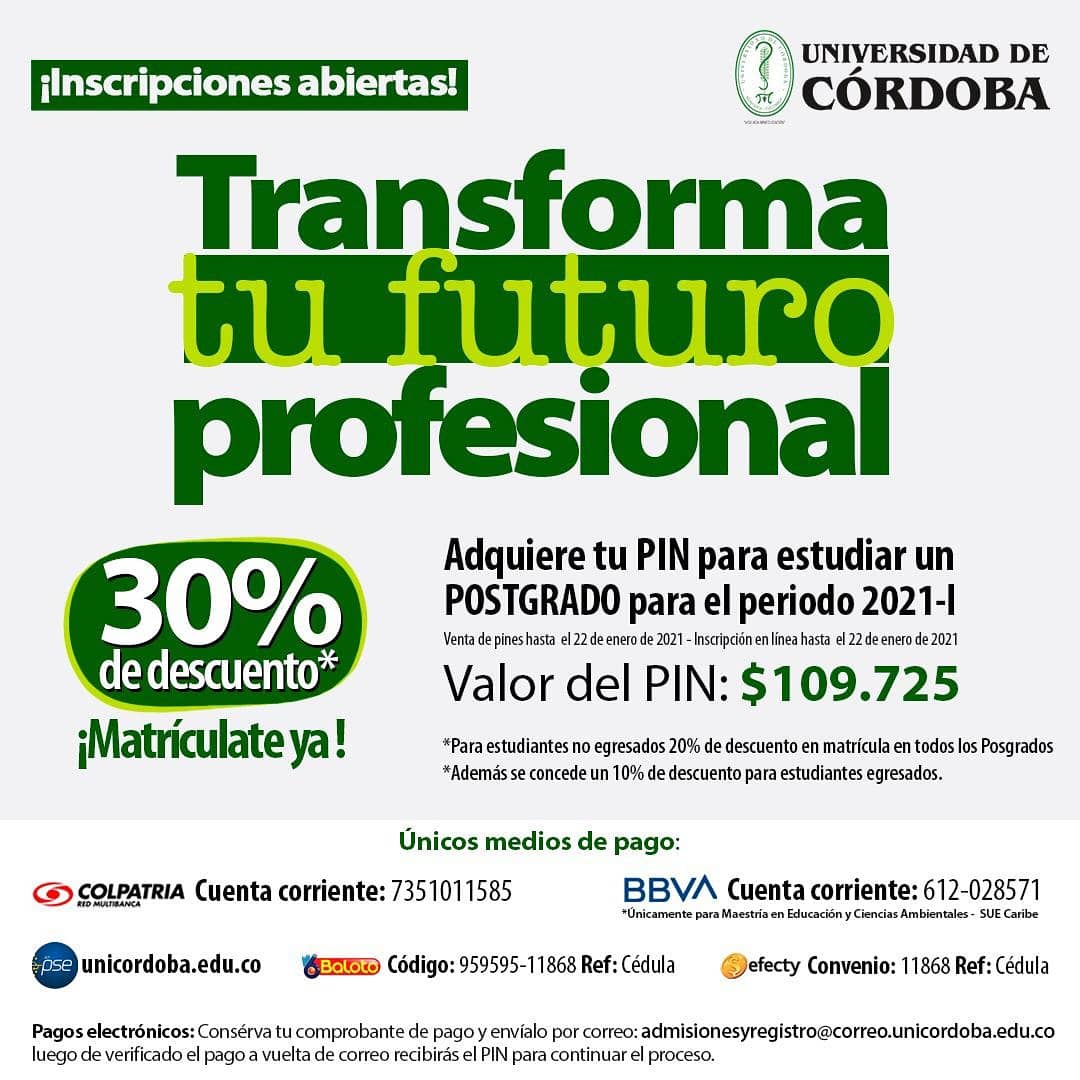 ¡Inscripciones abiertas!
UNIVERSIDAD DE
CÓRDOBA
Transforma
tu futuro
profesional
30%
de descuento*
¡Matrículate ya!
Adquiere tu PIN para estudiar un
POSTGRADO para el periodo 2021-I
Venta de pines hasta el 22 de enero de 2021 - Inscripción en línea hasta el 22 de enero de 2021
Valor del PIN: $109.725
*Para estudiantes no egresados 20% de descuento en matrícula en todos los Posgrados
*Además se concede un 10% de descuento para estudiantes egresados.
Únicos medios de pago:
COLPATRIA
RED MULTIBANCA
Cuenta corriente: 7351011585
BBVA Cuenta corriente: 612-028571
*Únicamente para Maestría en Educación y Ciencias Ambientales - SUE Caribe
pse unicordoba.edu.co
Baloto Código: 959595-11868 Ref: Cédula
efecty Convenio: 11868 Ref: Cédula
Pagos electrónicos: Consérva tu comprobante de pago y envíalo por correo: admisionesyregistro@correo.unicordoba.edu.co
luego de verificado el pago a vuelta de correo recibirás el PIN para continuar el proceso.